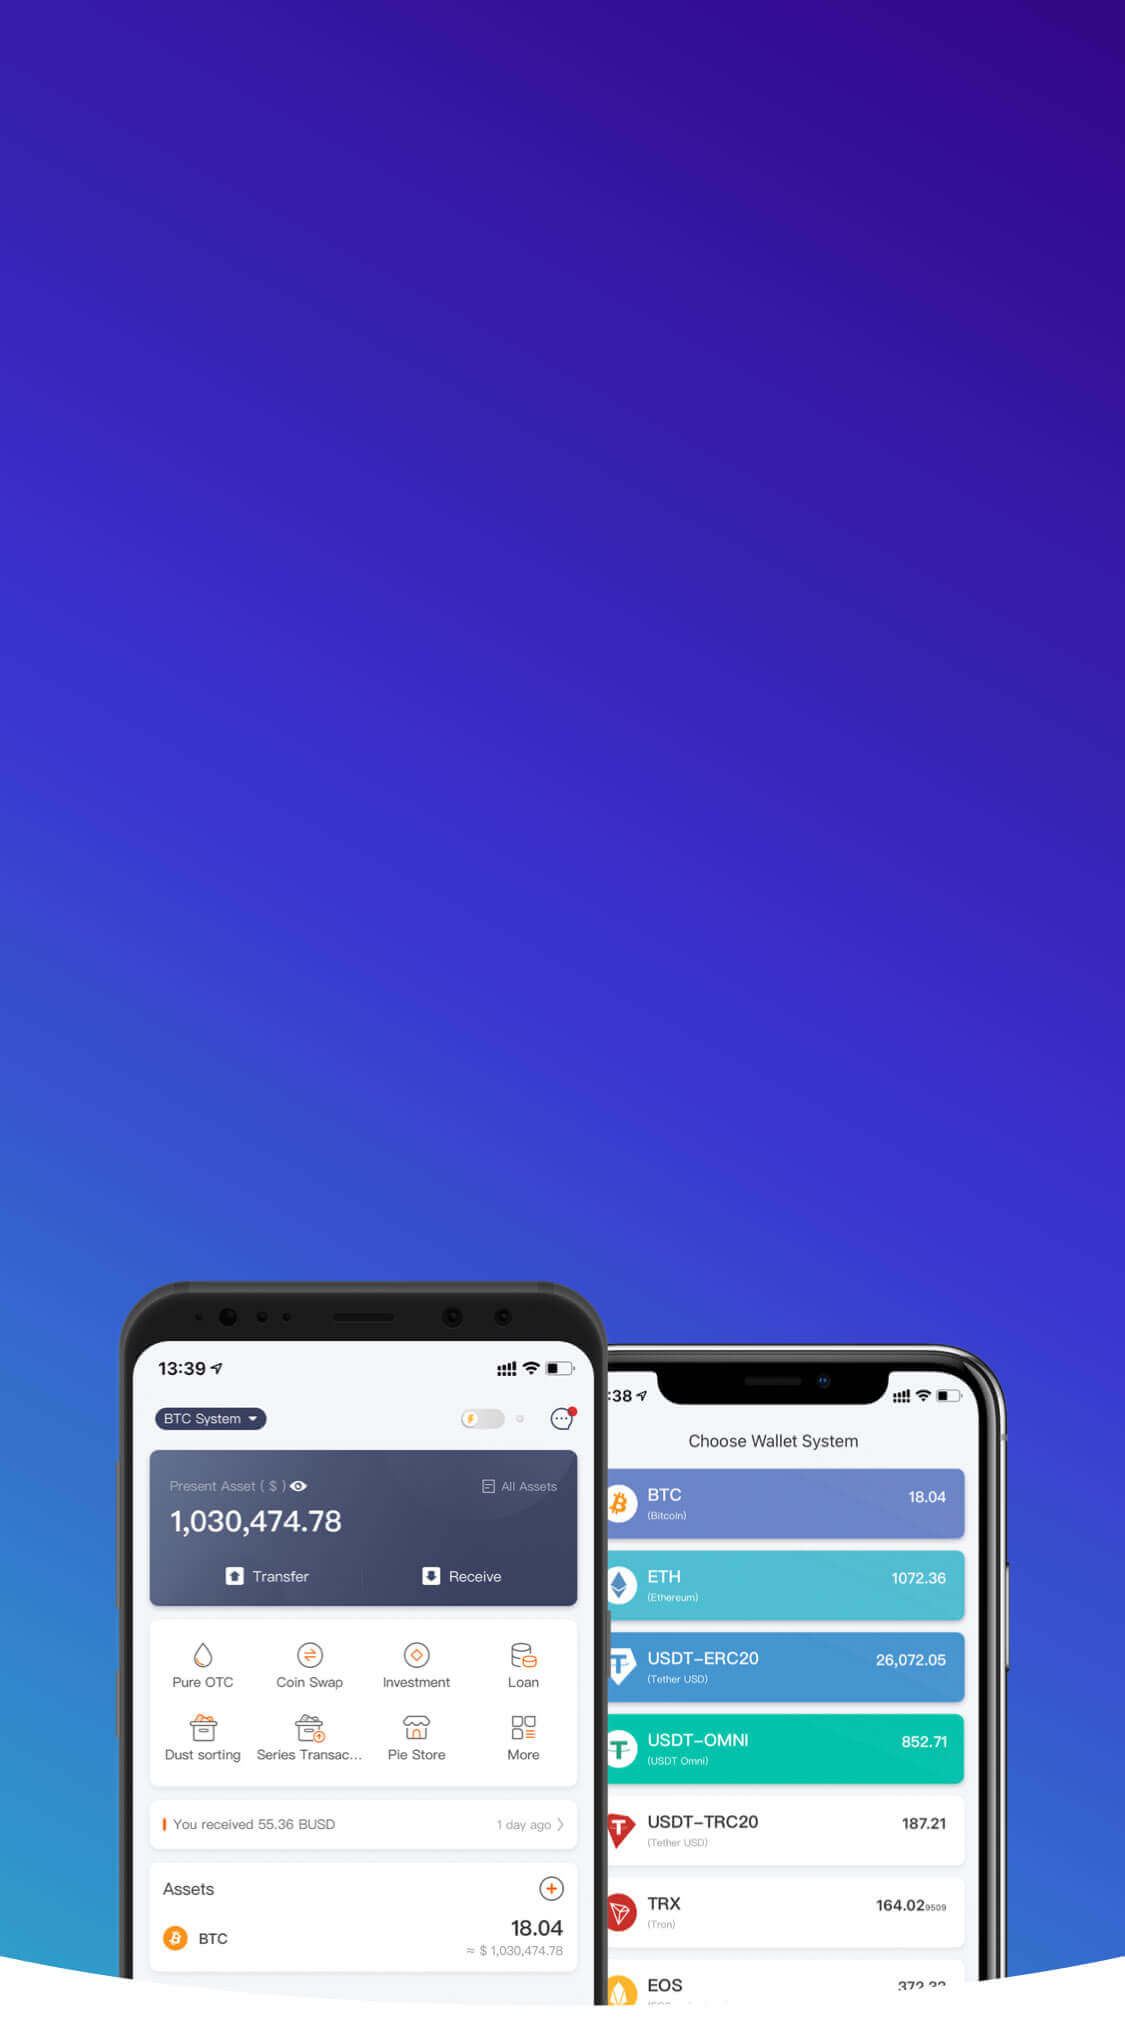 13:39
BTC System
Present Asset ( $ )
All Assets
1,030,474.78
Transfer
Receive
Pure OTC
Coin Swap
Investment
Loan
Dust sorting
Series Transac...
Pie Store
More
You received 55.36 BUSD
1 day ago
Assets
BTC
18.04
≈ $ 1,030,474.78
:38
Choose Wallet System
BTC
18.04
(Bitcoin)
ETH
1072.36
(Ethereum)
USDT-ERC20
26,072.05
(Tether USD)
USDT-OMNI
852.71
(USDT Omni)
USDT-TRC20
187.21
(Tether USD)
TRX
164.029509
(Tron)
EOS
372.32